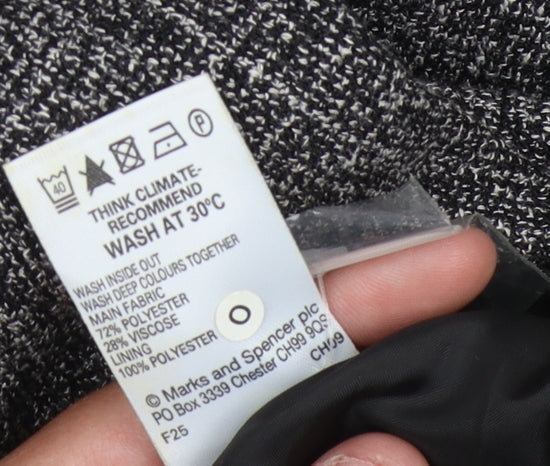 40
P
THINK CLIMATE-
RECOMMEND
WASH AT 30°C
WASH INSIDE OUT
WASH DEEP COLOURS TOGETHER
MAIN FABRIC
72% POLYESTER
28% VISCOSE
LINING
100% POLYESTER
O
© Marks and Spencer plc
PO Box 3339 Chester CH99 9QS
CH99
F25